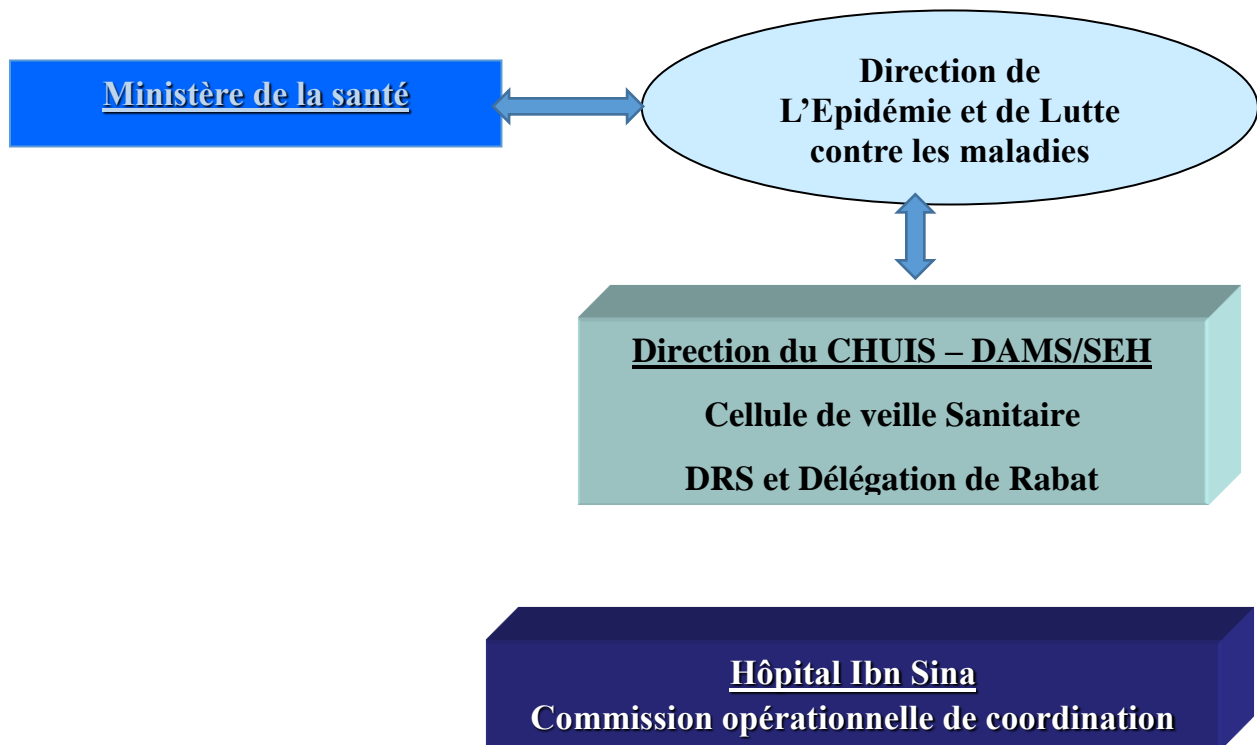 Ministère de la santé
Direction de
L’Epidémie et de Lutte
contre les maladies
Direction du CHUIS – DAMS/SEH
Cellule de veille Sanitaire
DRS et Délégation de Rabat
Hôpital Ibn Sina
Commission opérationnelle de coordination